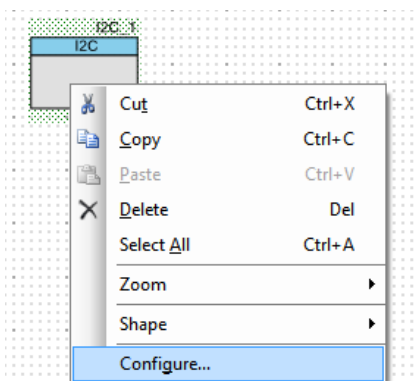 I2C_1
I2C
Cut Ctrl+X
Copy Ctrl+C
Paste Ctrl+V
Delete Del
Select All Ctrl+A
Zoom
Shape
Configure...